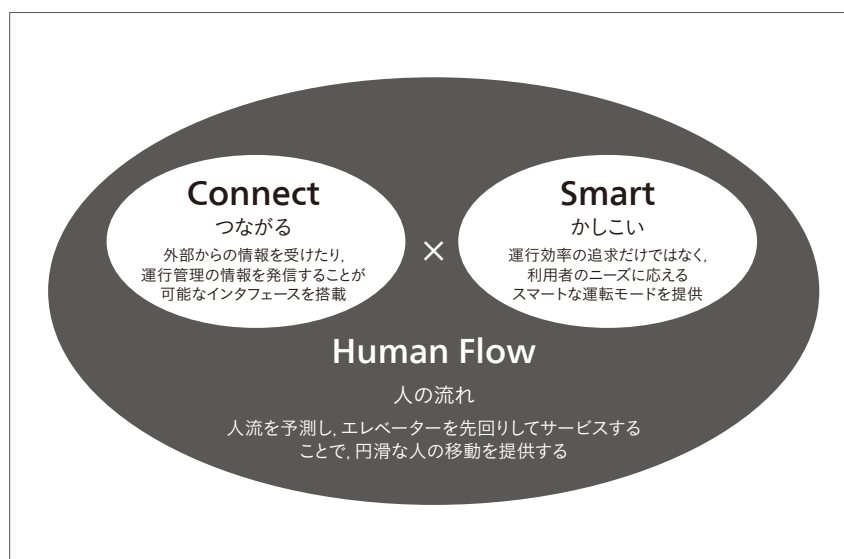 Connect
つながる
外部からの情報を受けたり,
運行管理の情報を発信することが
可能なインタフェースを搭載
×
Smart
かしこい
運行効率の追求だけではなく,
利用者のニーズに応える
スマートな運転モードを提供
Human Flow
人の流れ
人流を予測し, エレベーターを先回りしてサービスする
ことで, 円滑な人の移動を提供する